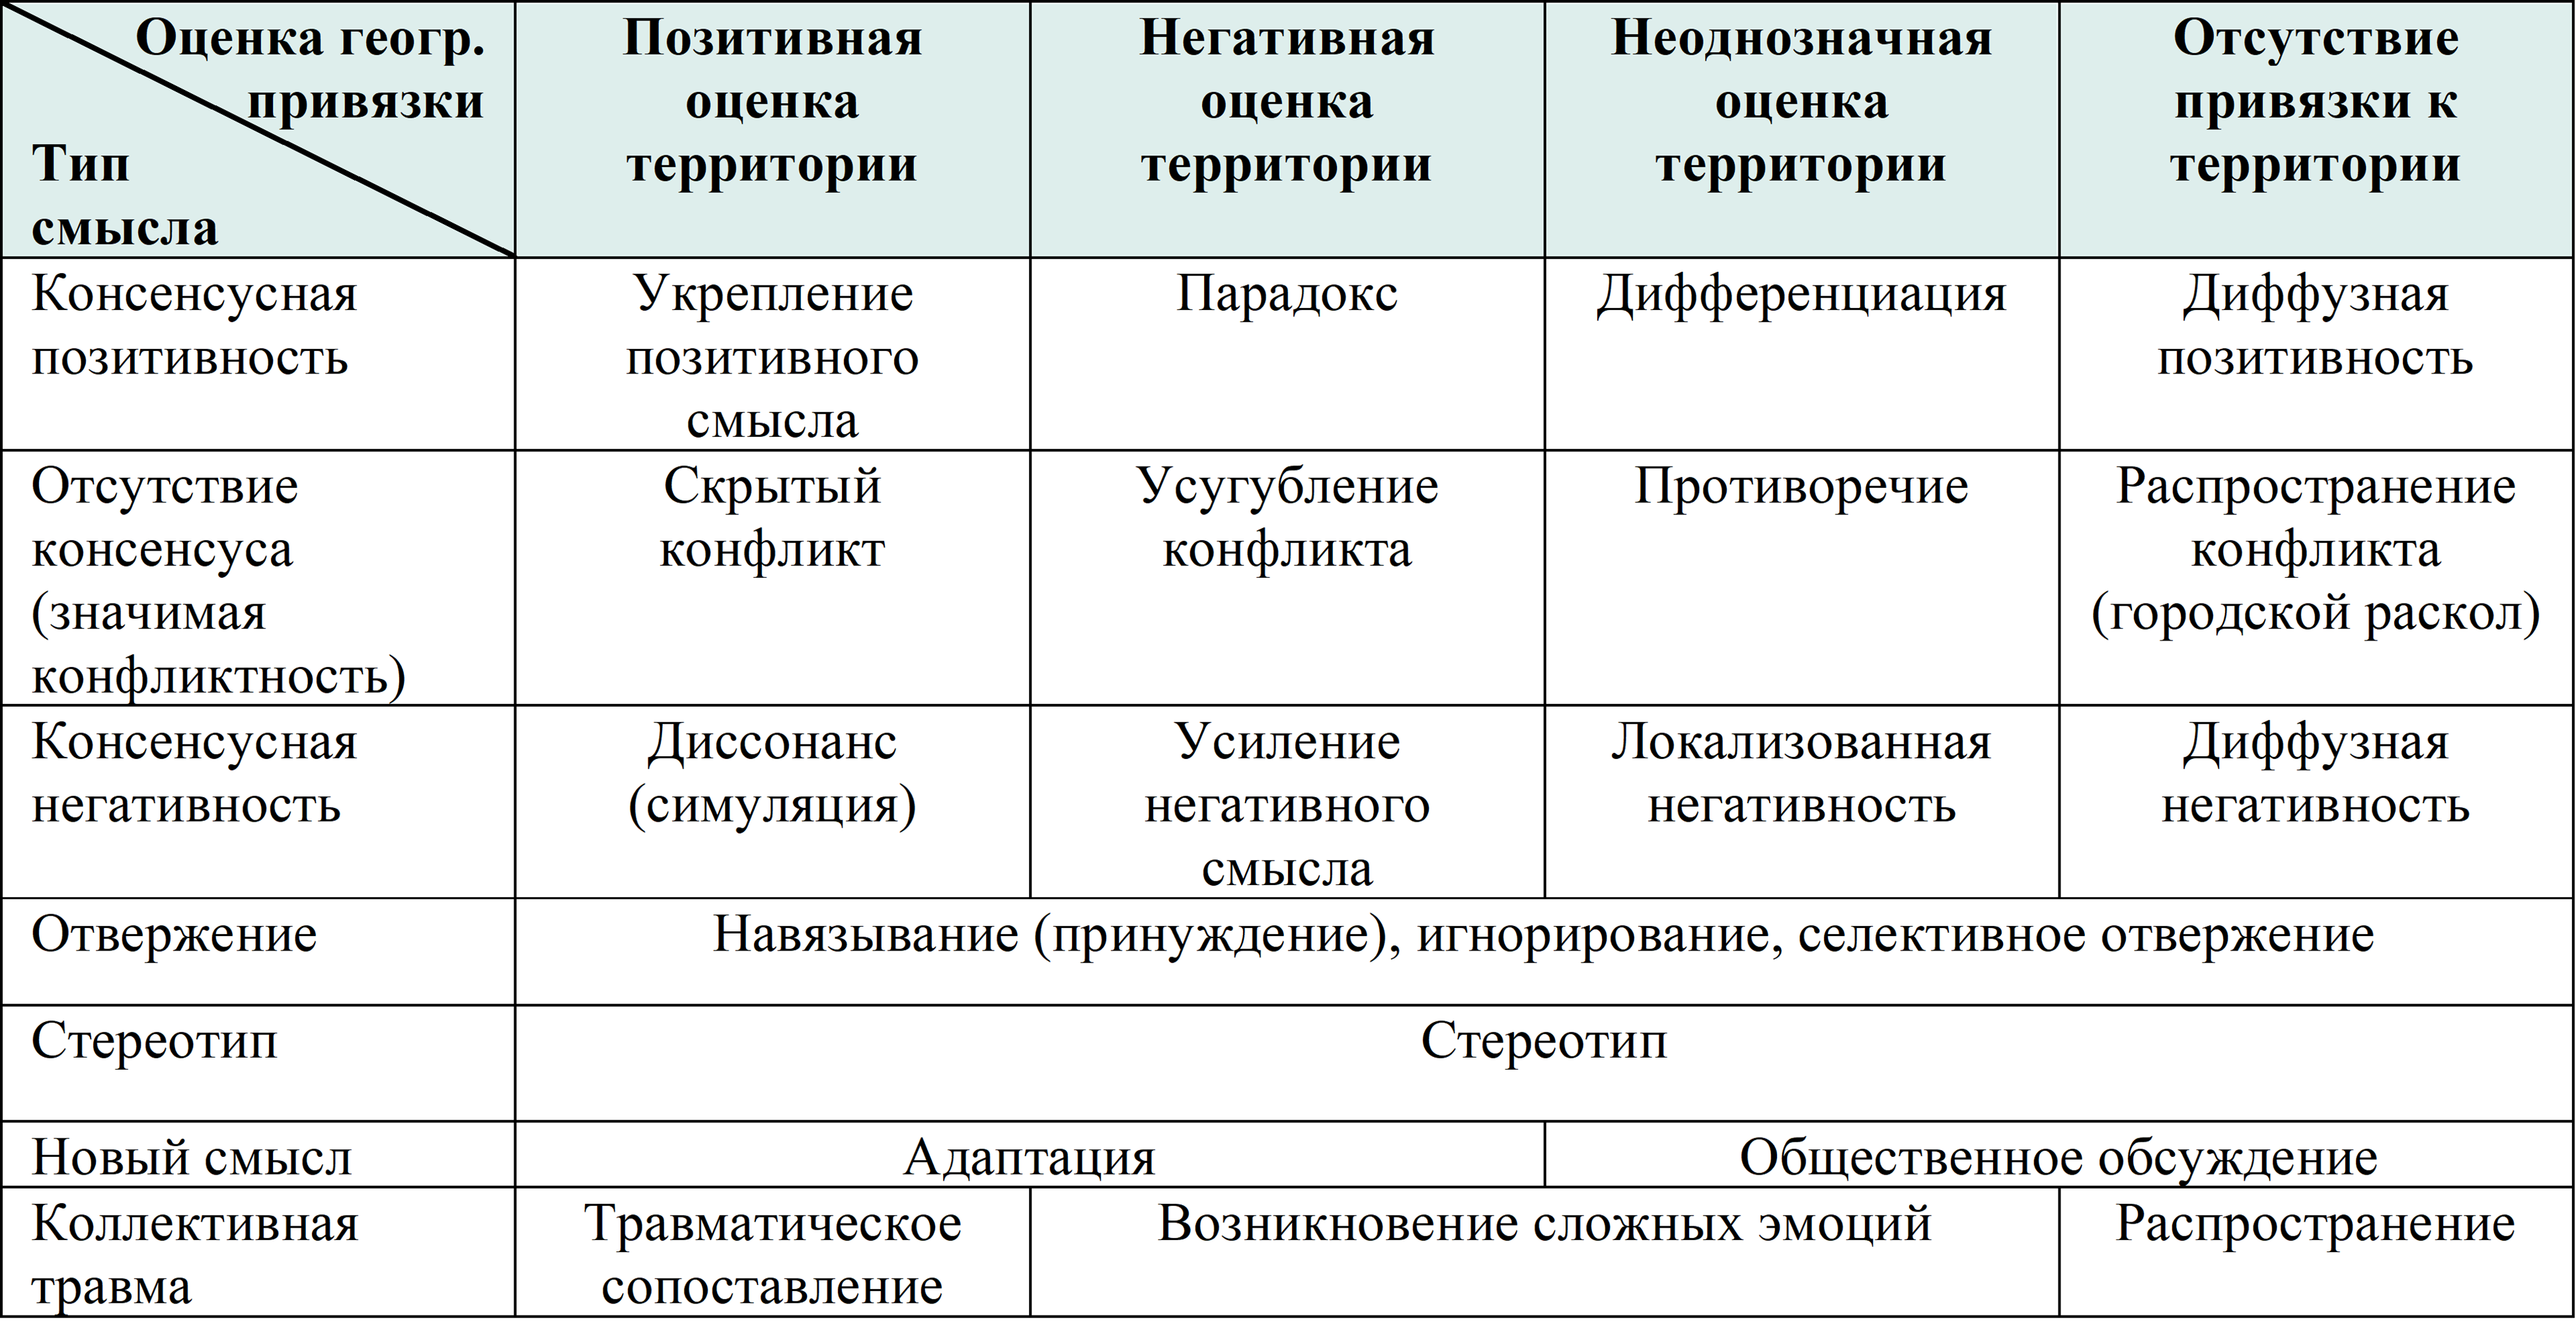 Оценка геогр.
привязки
Тип
смысла
Позитивная
оценка
территории
Негативная
оценка
территории
Неоднозначная
оценка
территории
Отсутствие
привязки к
территории
Консенсусная
позитивность
Укрепление
позитивного
смысла
Парадокс
Дифференциация
Диффузная
позитивность
Отсутствие
консенсуса
(значимая
конфликтность)
Скрытый
конфликт
Усугубление
конфликта
Противоречие
Распространение
конфликта
(городской раскол)
Консенсусная
негативность
Диссонанс
(симуляция)
Усиление
негативного
смысла
Локализованная
негативность
Диффузная
негативность
Отвержение
Навязывание (принуждение), игнорирование, селективное отвержение
Стереотип
Стереотип
Новый смысл
Адаптация
Общественное обсуждение
Коллективная
травма
Травматическое
сопоставление
Возникновение сложных эмоций
Распространение